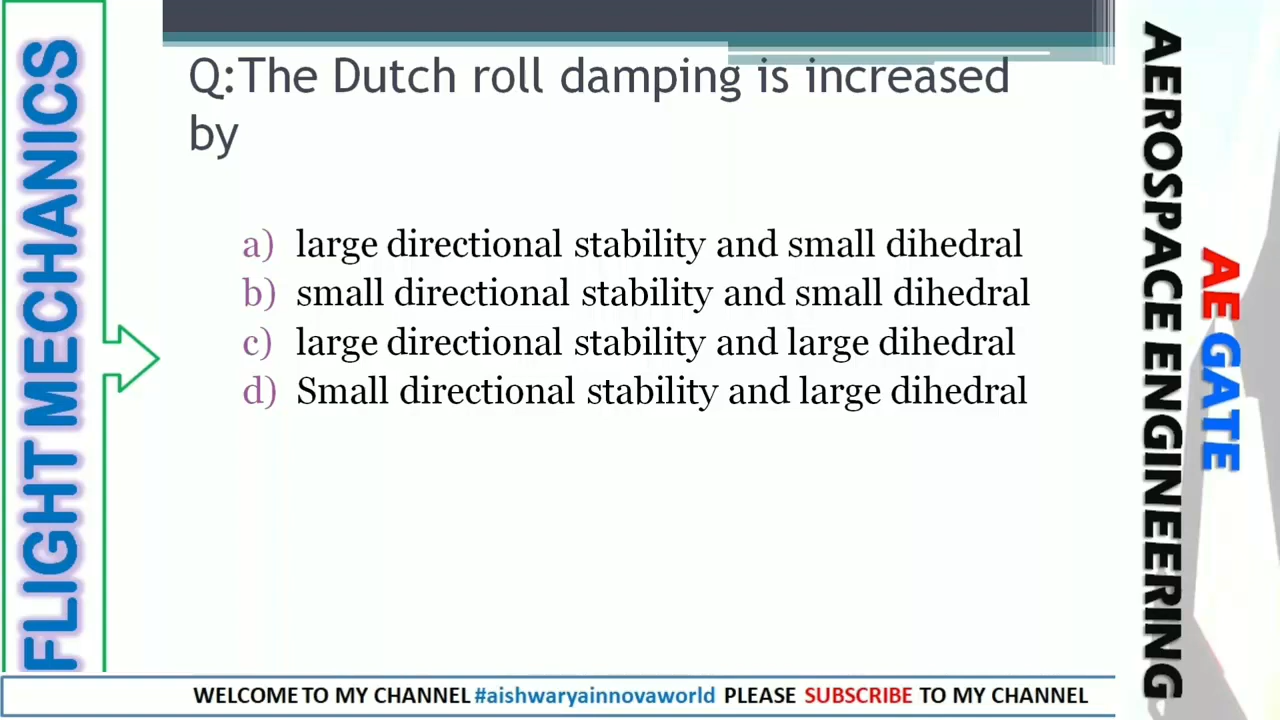 FLIGHT MECHANICS
Q:The Dutch roll damping is increased
by
a) large directional stability and small dihedral
b) small directional stability and small dihedral
c) large directional stability and large dihedral
d) Small directional stability and large dihedral
AEROSPACE ENGINEERING
AE GATE
WELCOME TO MY CHANNEL #aishwaryainnovaworld PLEASE SUBSCRIBE TO MY CHANNEL